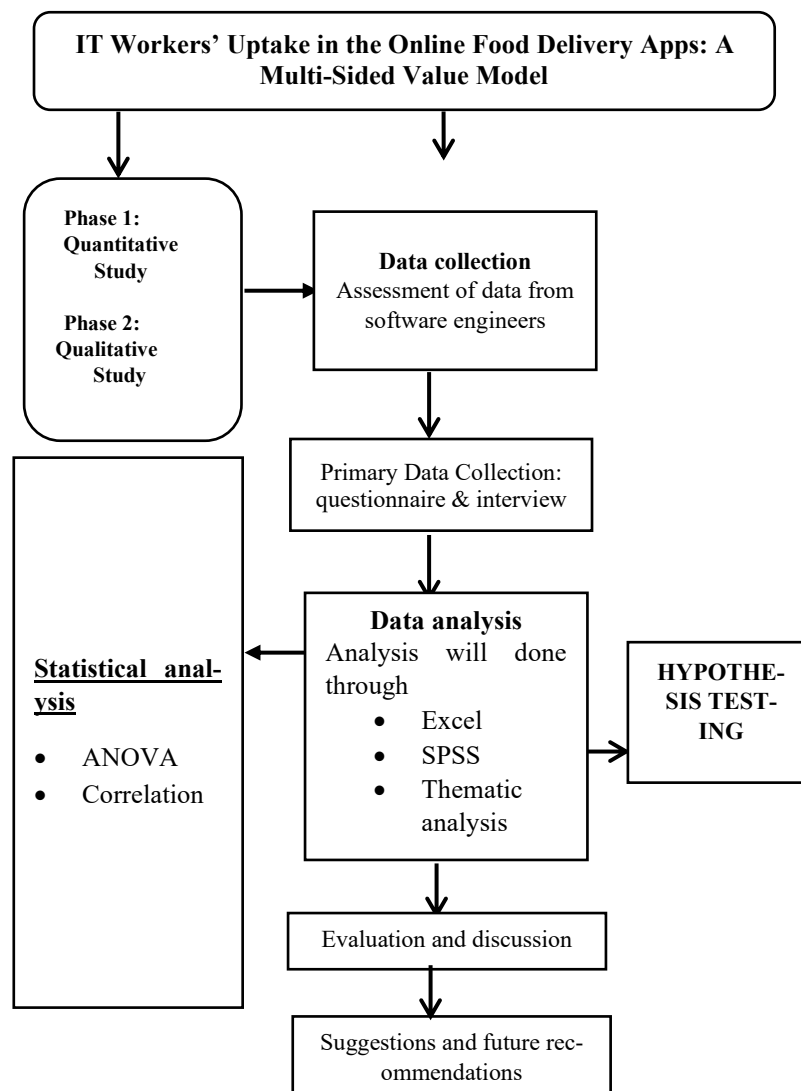 IT Workers’ Uptake in the Online Food Delivery Apps: A
Multi-Sided Value Model
Phase 1:
Quantitative
Study
Phase 2:
Qualitative
Study
Data collection
Assessment of data from
software engineers
Primary Data Collection:
questionnaire & interview
Data analysis
Analysis will done
through
• Excel
• SPSS
• Thematic
analysis
Statistical anal-
ysis
• ANOVA
• Correlation
HYPOTHE-
SIS TEST-
ING
Evaluation and discussion
Suggestions and future rec-
ommendations